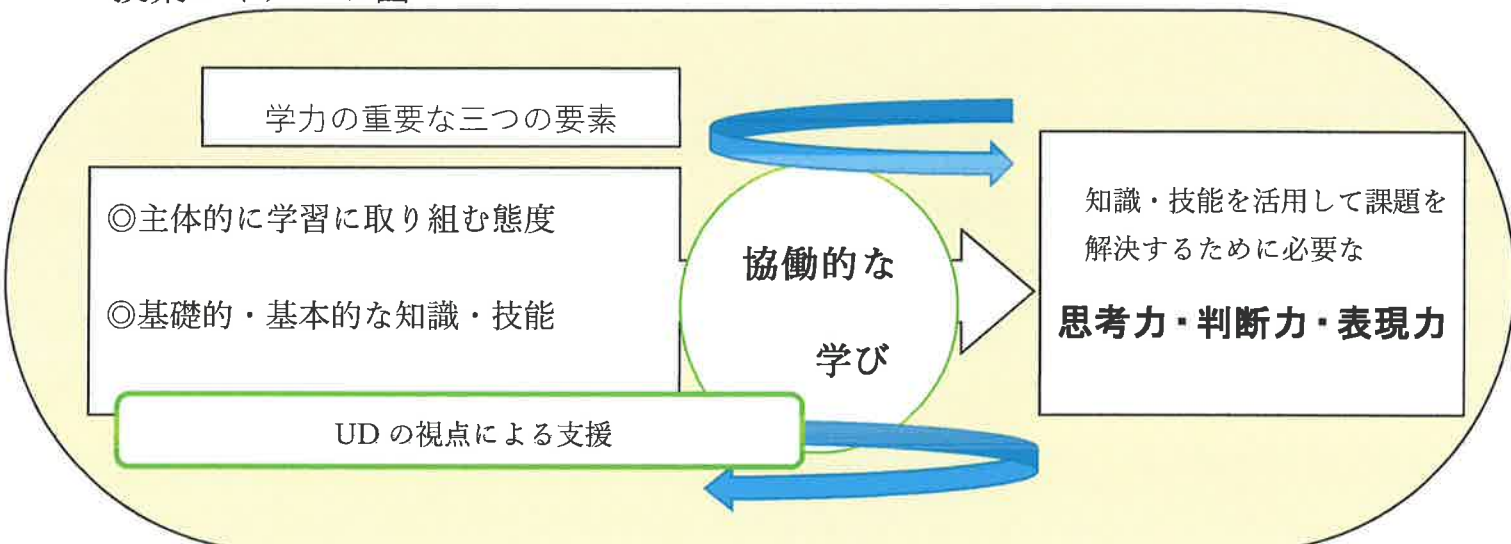 学力の重要な三つの要素
◎主体的に学習に取り組む態度
◎基礎的・基本的な知識・技能
UDの視点による支援
協働的な
学び
知識・技能を活用して課題を
解決するために必要な
思考力・判断力・表現力